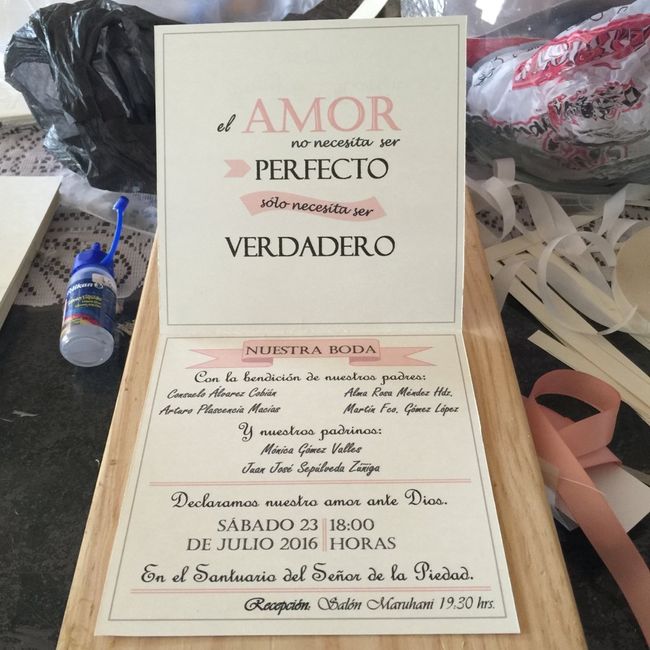 el AMOR
no necesita ser
PERFECTO
sólo necesita ser
VERDADERO
Pelikan
NUESTRA BODA
Con la bendición de nuestros padres:
Consuelo Álvarez Cobián Alma Rosa Méndez Hds.
Arturo Plascencia Macías Martín Fco. Gómez López
Y nuestros padrinos:
Mónica Gómez Valles
Juan José Sepúlveda Zúñiga
Declaramos nuestro amor ante Dios.
SÁBADO 23 18:00
DE JULIO 2016 HORAS
En el Santuario del Señor de la Piedad.
Recepción: Salón Maruhani 19,30 hrs.